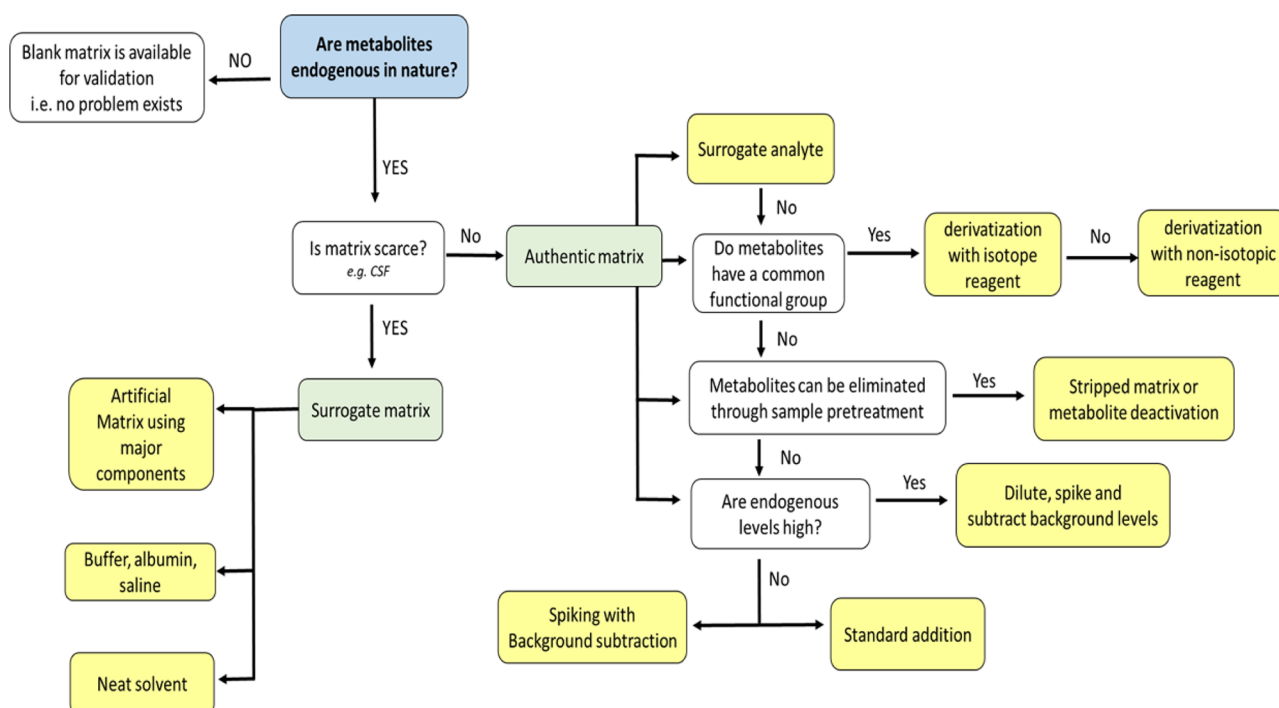 Blank matrix is available
for validation
i.e. no problem exists
NO
Are metabolites
endogenous in nature?
YES
Is matrix scarce?
e.g. CSF
No
Authentic matrix
YES
Surrogate matrix
Artificial
Matrix using
major
components
Buffer, albumin,
saline
Neat solvent
Surrogate analyte
No
Do metabolites
have a common
functional group
Yes
derivatization
with isotope
reagent
No
derivatization
with non-isotopic
reagent
No
Metabolites can be eliminated
through sample pretreatment
Yes
Stripped matrix or
metabolite deactivation
No
Are endogenous
levels high?
Yes
Dilute, spike and
subtract background levels
No
Spiking with
Background subtraction
Standard addition